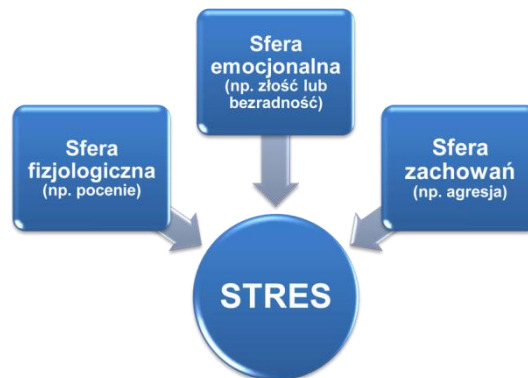 Sfera
emocjonalna
(np. złość lub
bezradność)
Sfera
fizjologiczna
(np. pocenie)
Sfera
zachowań
(np. agresja)
STRES